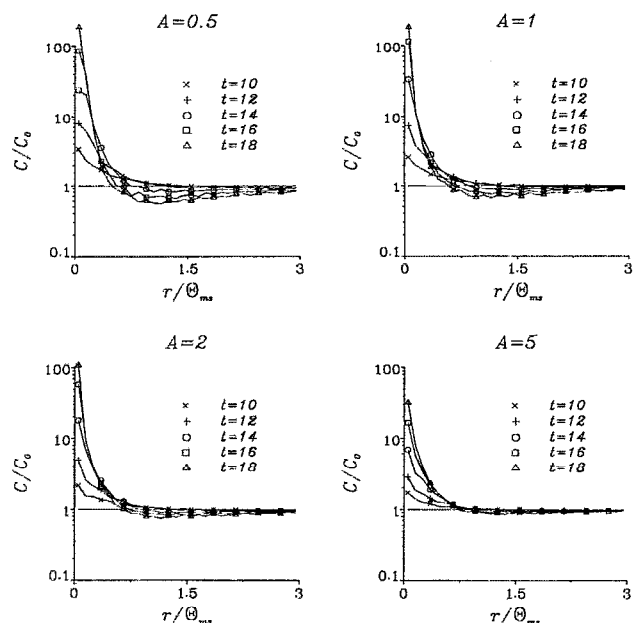 A=0.5
100
10
1
0.1
C/C₀
t=10
t=12
t=14
t=16
t=18
0
1.5
3
r/Θms
A=1
100
10
1
0.1
C/C₀
t=10
t=12
t=14
t=16
t=18
0
1.5
3
r/Θms
A=2
100
10
1
0.1
C/C₀
t=10
t=12
t=14
t=16
t=18
0
1.5
3
r/Θms
A=5
100
10
1
0.1
C/C₀
t=10
t=12
t=14
t=16
t=18
0
1.5
3
r/Θms